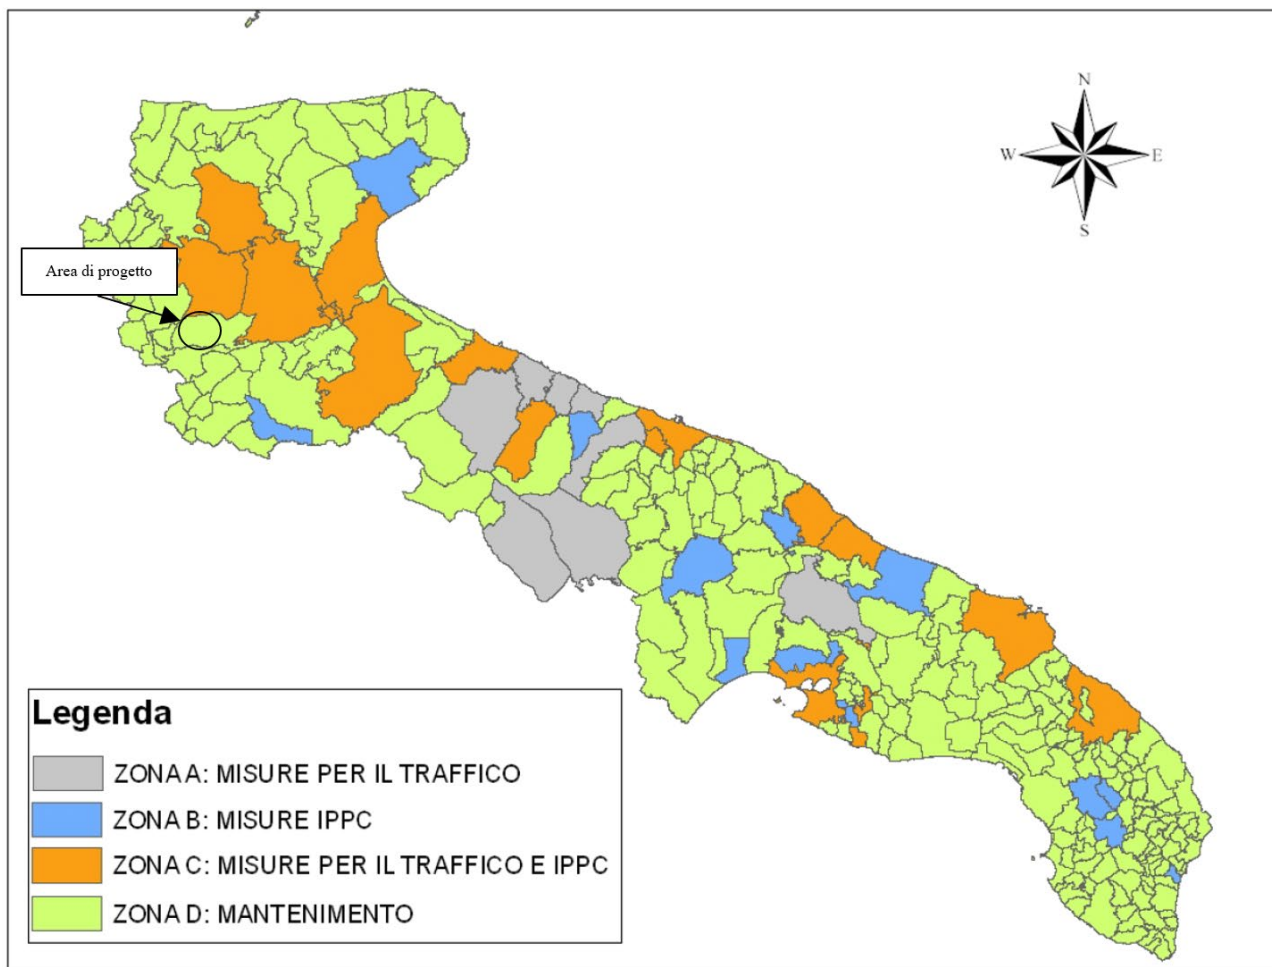 N
W
E
S
Area di progetto
Legenda
ZONA A: MISURE PER IL TRAFFICO
ZONA B: MISURE IPPC
ZONA C: MISURE PER IL TRAFFICO E IPPC
ZONA D: MANTENIMENTO